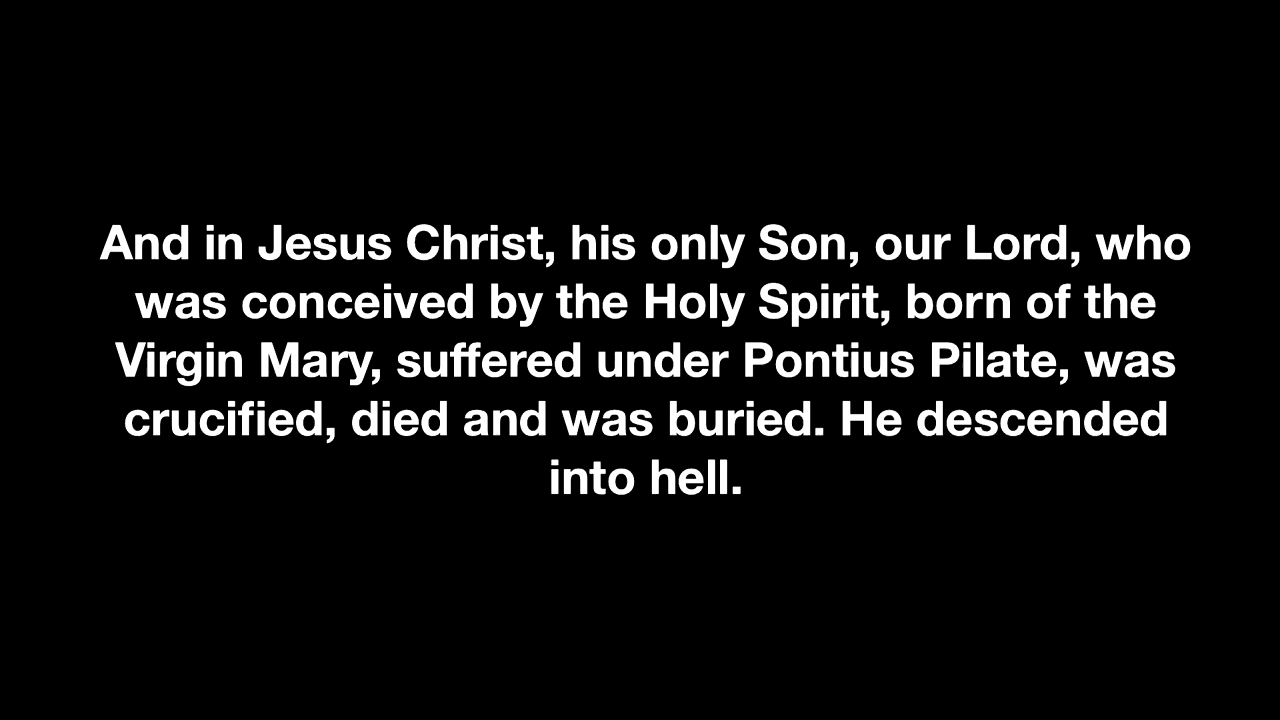 And in Jesus Christ, his only Son, our Lord, who
was conceived by the Holy Spirit, born of the
Virgin Mary, suffered under Pontius Pilate, was
crucified, died and was buried. He descended
into hell.